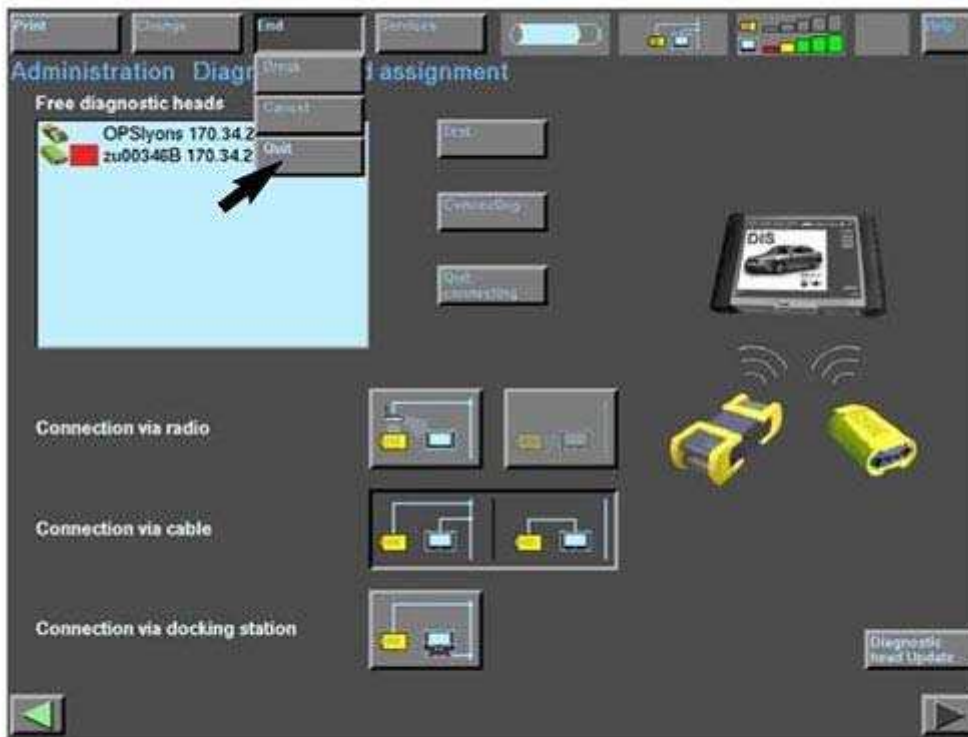 Print
Change
End
Services
Help
Administration Diagn d assignment
Break
Cancel
Quit
Free diagnostic heads
OPSlyons 170.34.2
zu00346B 170.34.2
Test
Connecting
Quit
connecting
DIS
Connection via radio
Connection via cable
Connection via docking station
Diagnostic
head Update